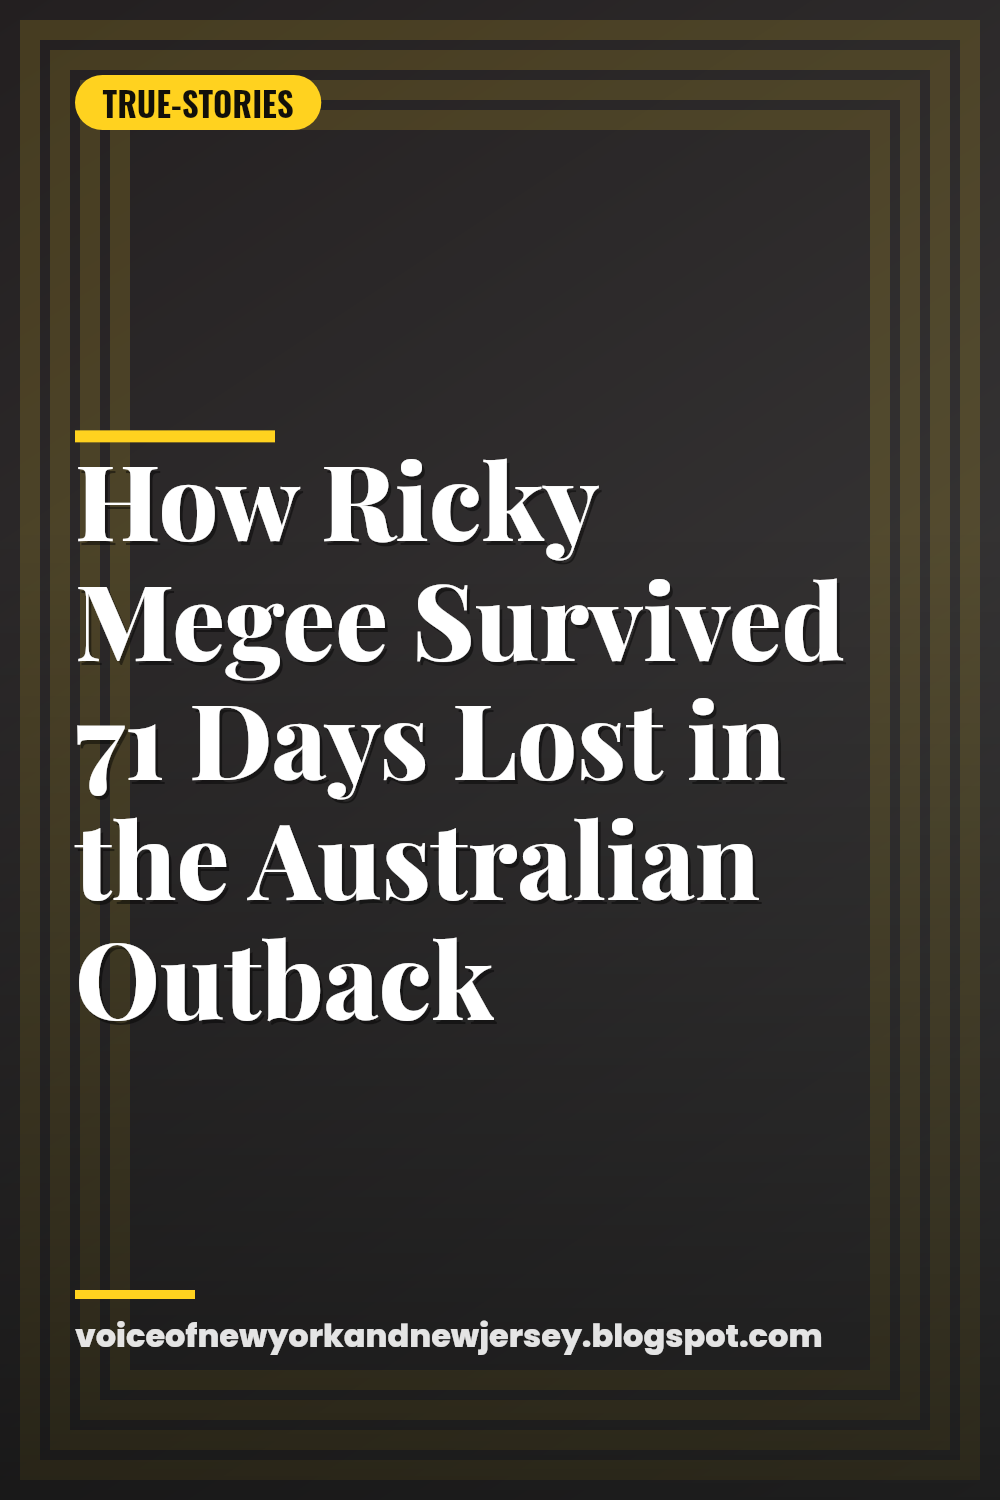 TRUE-STORIES
How Ricky
Megee Survived
71 Days Lost in
the Australian
Outback
voiceofnewyorkandnewjersey.blogspot.com